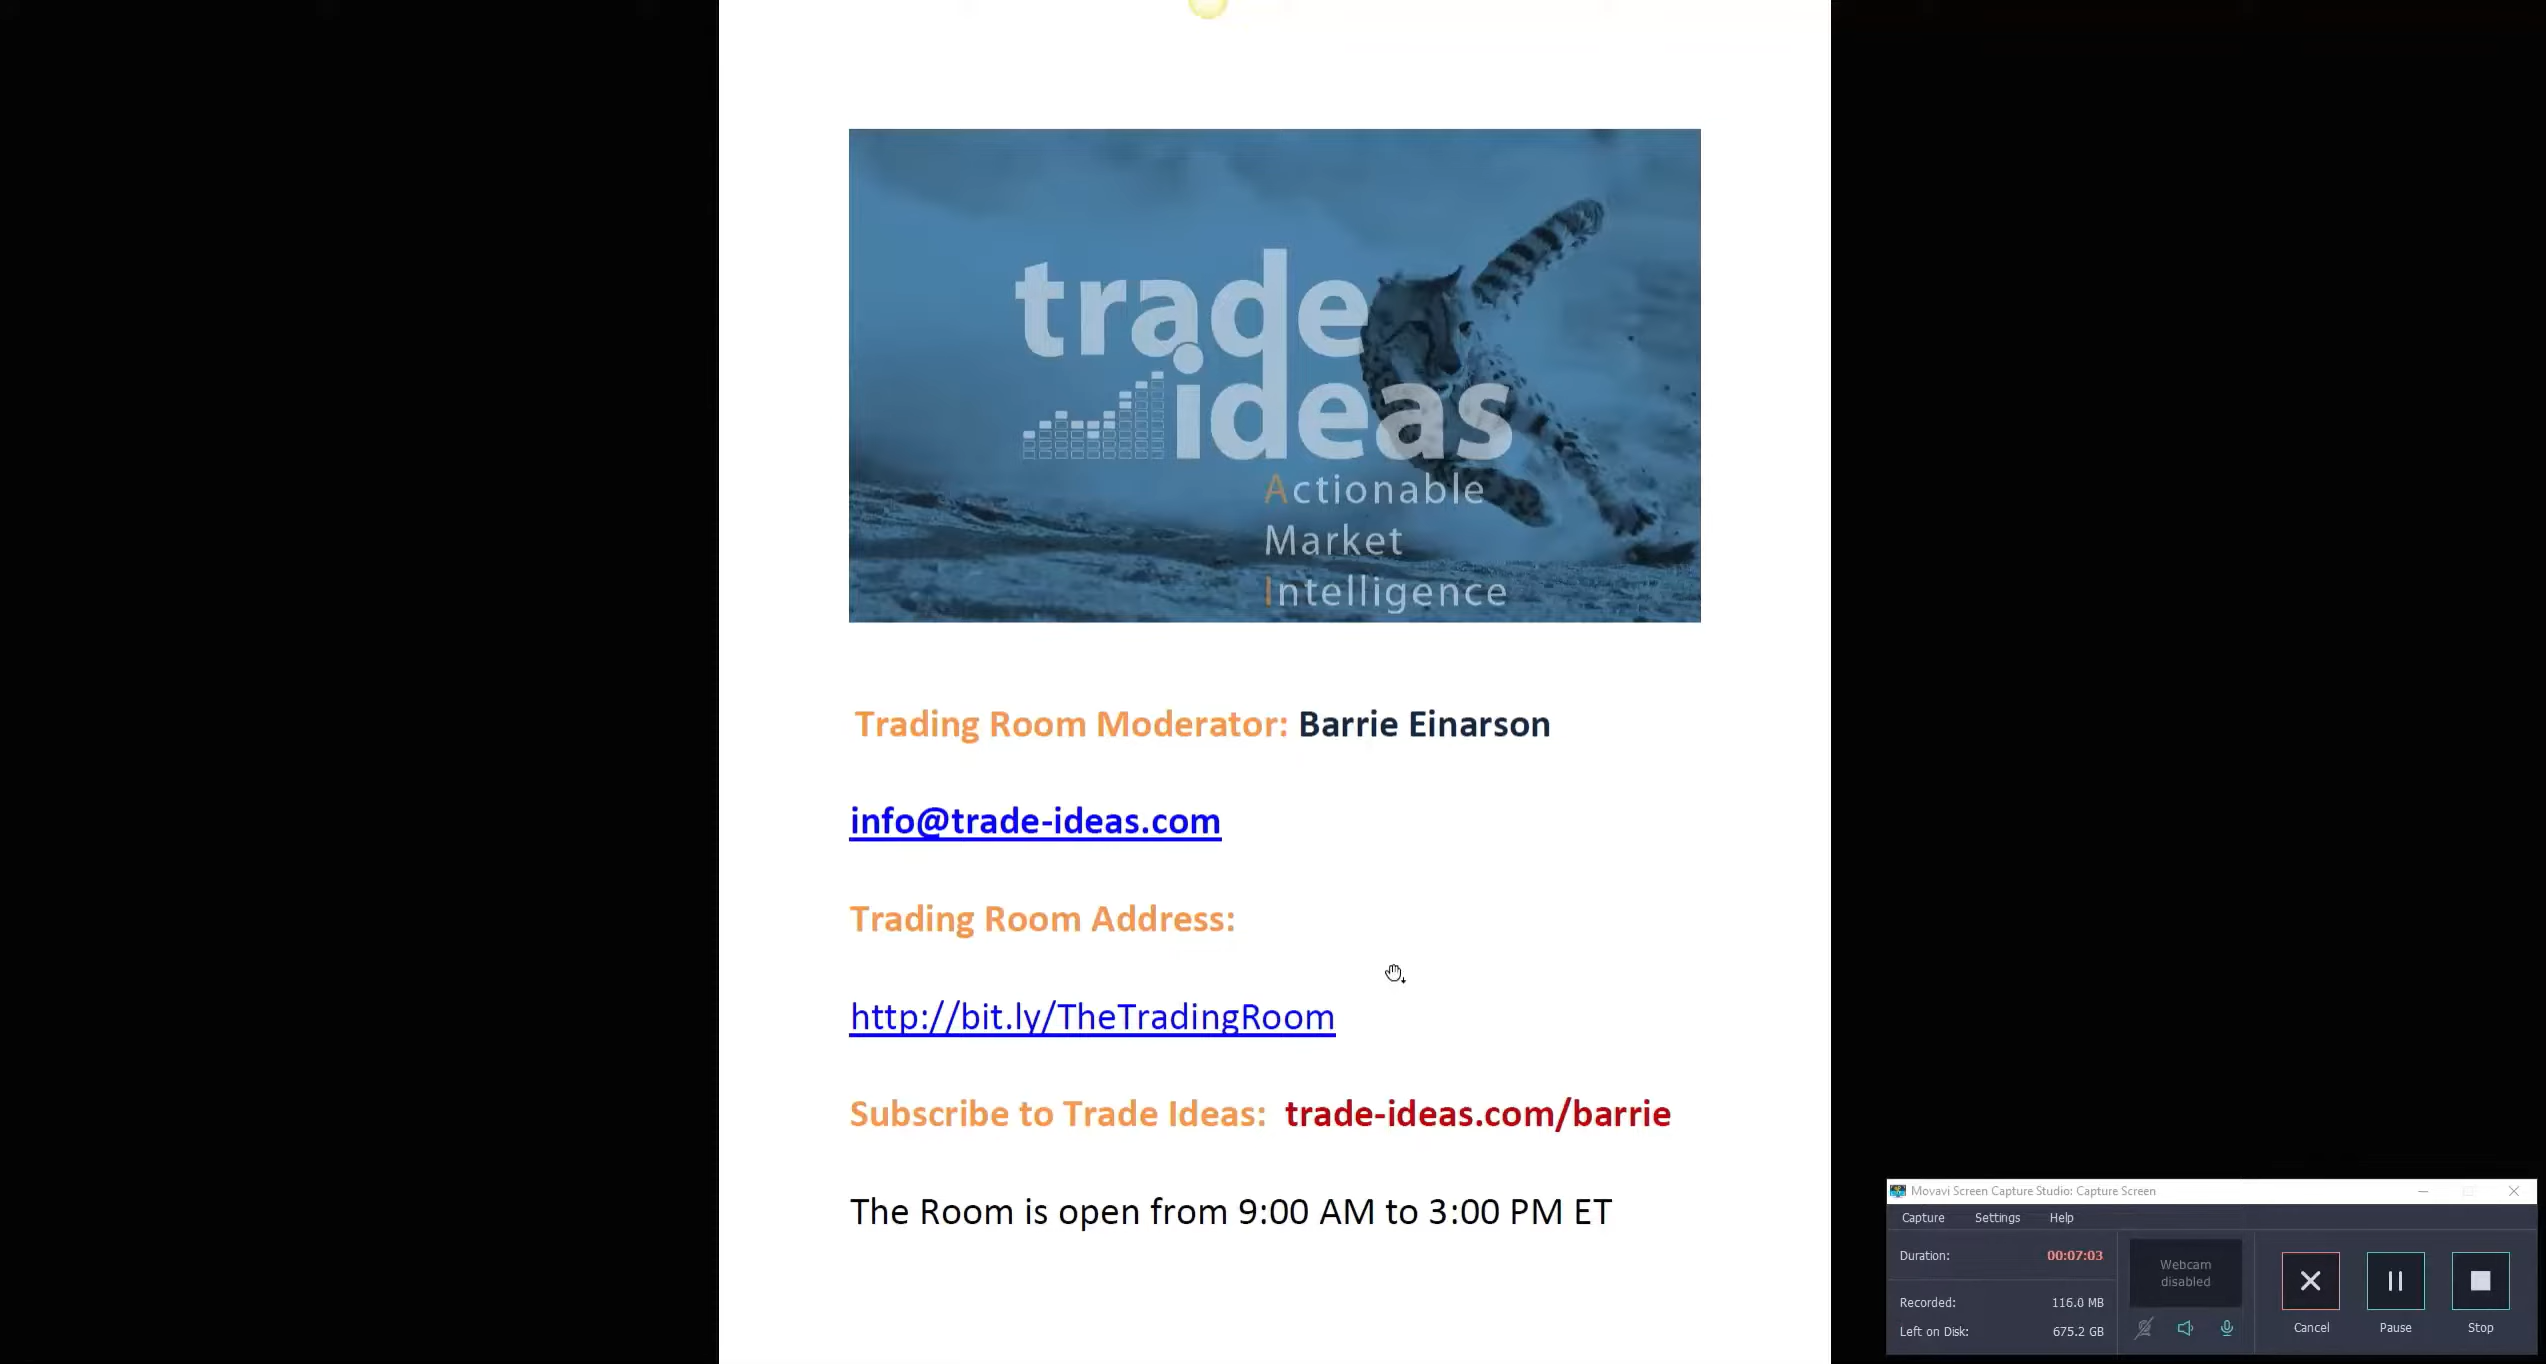 trade
ideas
Actionable
Market
Intelligence
Trading Room Moderator: Barrie Einarson
info@trade-ideas.com
Trading Room Address:
http://bit.ly/TheTradingRoom
Subscribe to Trade Ideas: trade-ideas.com/barrie
The Room is open from 9:00 AM to 3:00 PM ET
Movavi Screen Capture Studio: Capture Screen
Capture Settings Help
Duration: 00:07:03
Recorded: 116.0 MB
Left on Disk: 675.2 GB
Webcam
disabled
Cancel Pause Stop